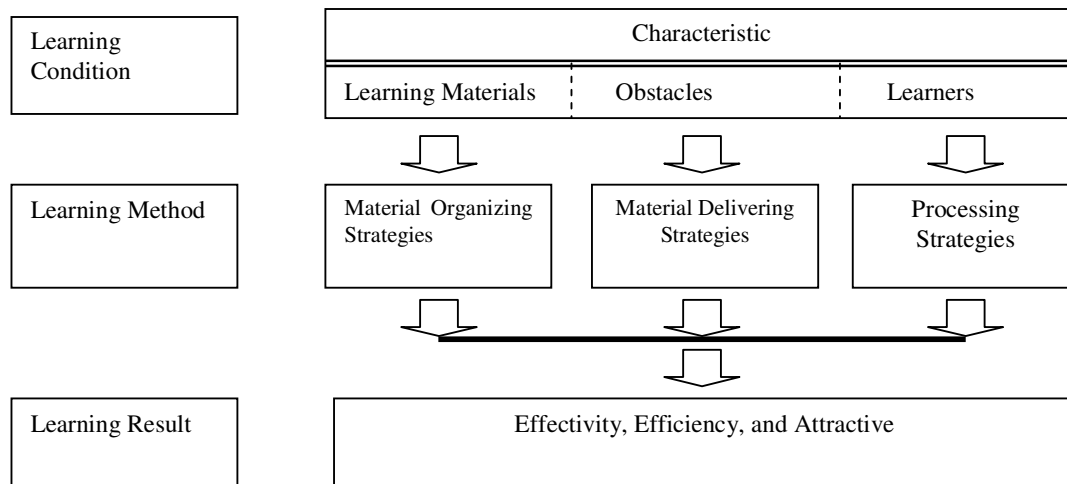 Learning
Condition
Characteristic
Learning Materials
Obstacles
Learners
Learning Method
Material Organizing
Strategies
Material Delivering
Strategies
Processing
Strategies
Learning Result
Effectivity, Efficiency, and Attractive